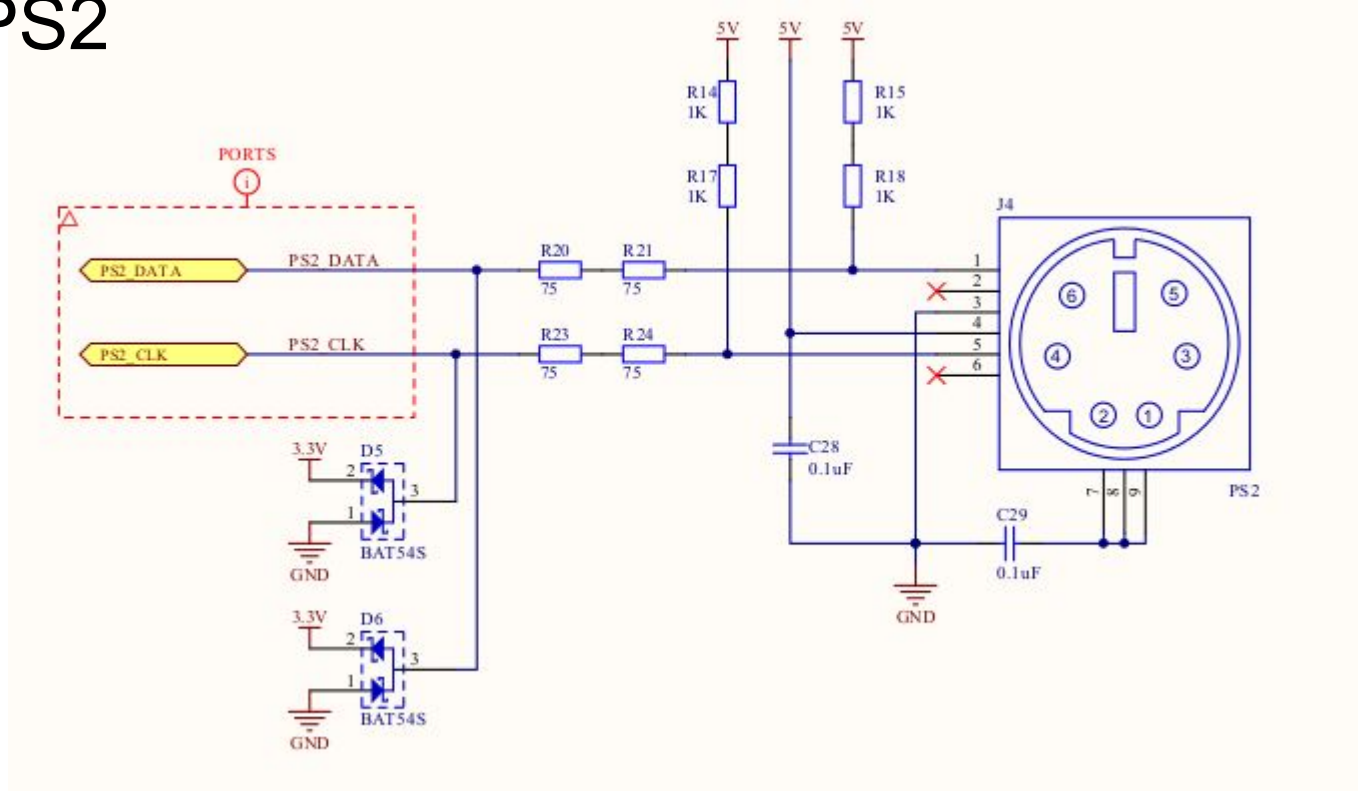 PS2
5V 5V 5V
R14
1K
R15
1K
PORTS
i
R17
1K
R18
1K
J4
PS2_DATA
PS2_DATA
R20
75
R21
75
1
2
3
4
5
6
PS2_CLK
PS2_CLK
R23
75
R24
75
6
5
4
3
2
1
3.3V
D5
2
3
1
BAT54S
GND
C28
0.1uF
7
8
9
PS2
C29
0.1uF
GND
3.3V
D6
2
3
1
BAT54S
GND